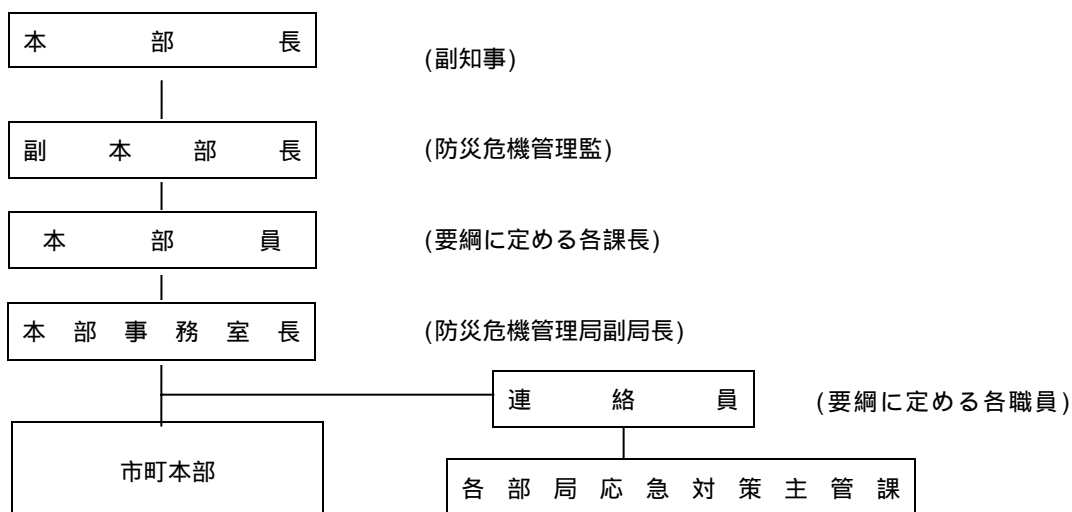 本部長
(副知事)
副本部長
(防災危機管理監)
本部員
(要綱に定める各課長)
本部事務室長
(防災危機管理局副局長)
連絡員
(要綱に定める各職員)
市町本部
各部局応急対策主管課